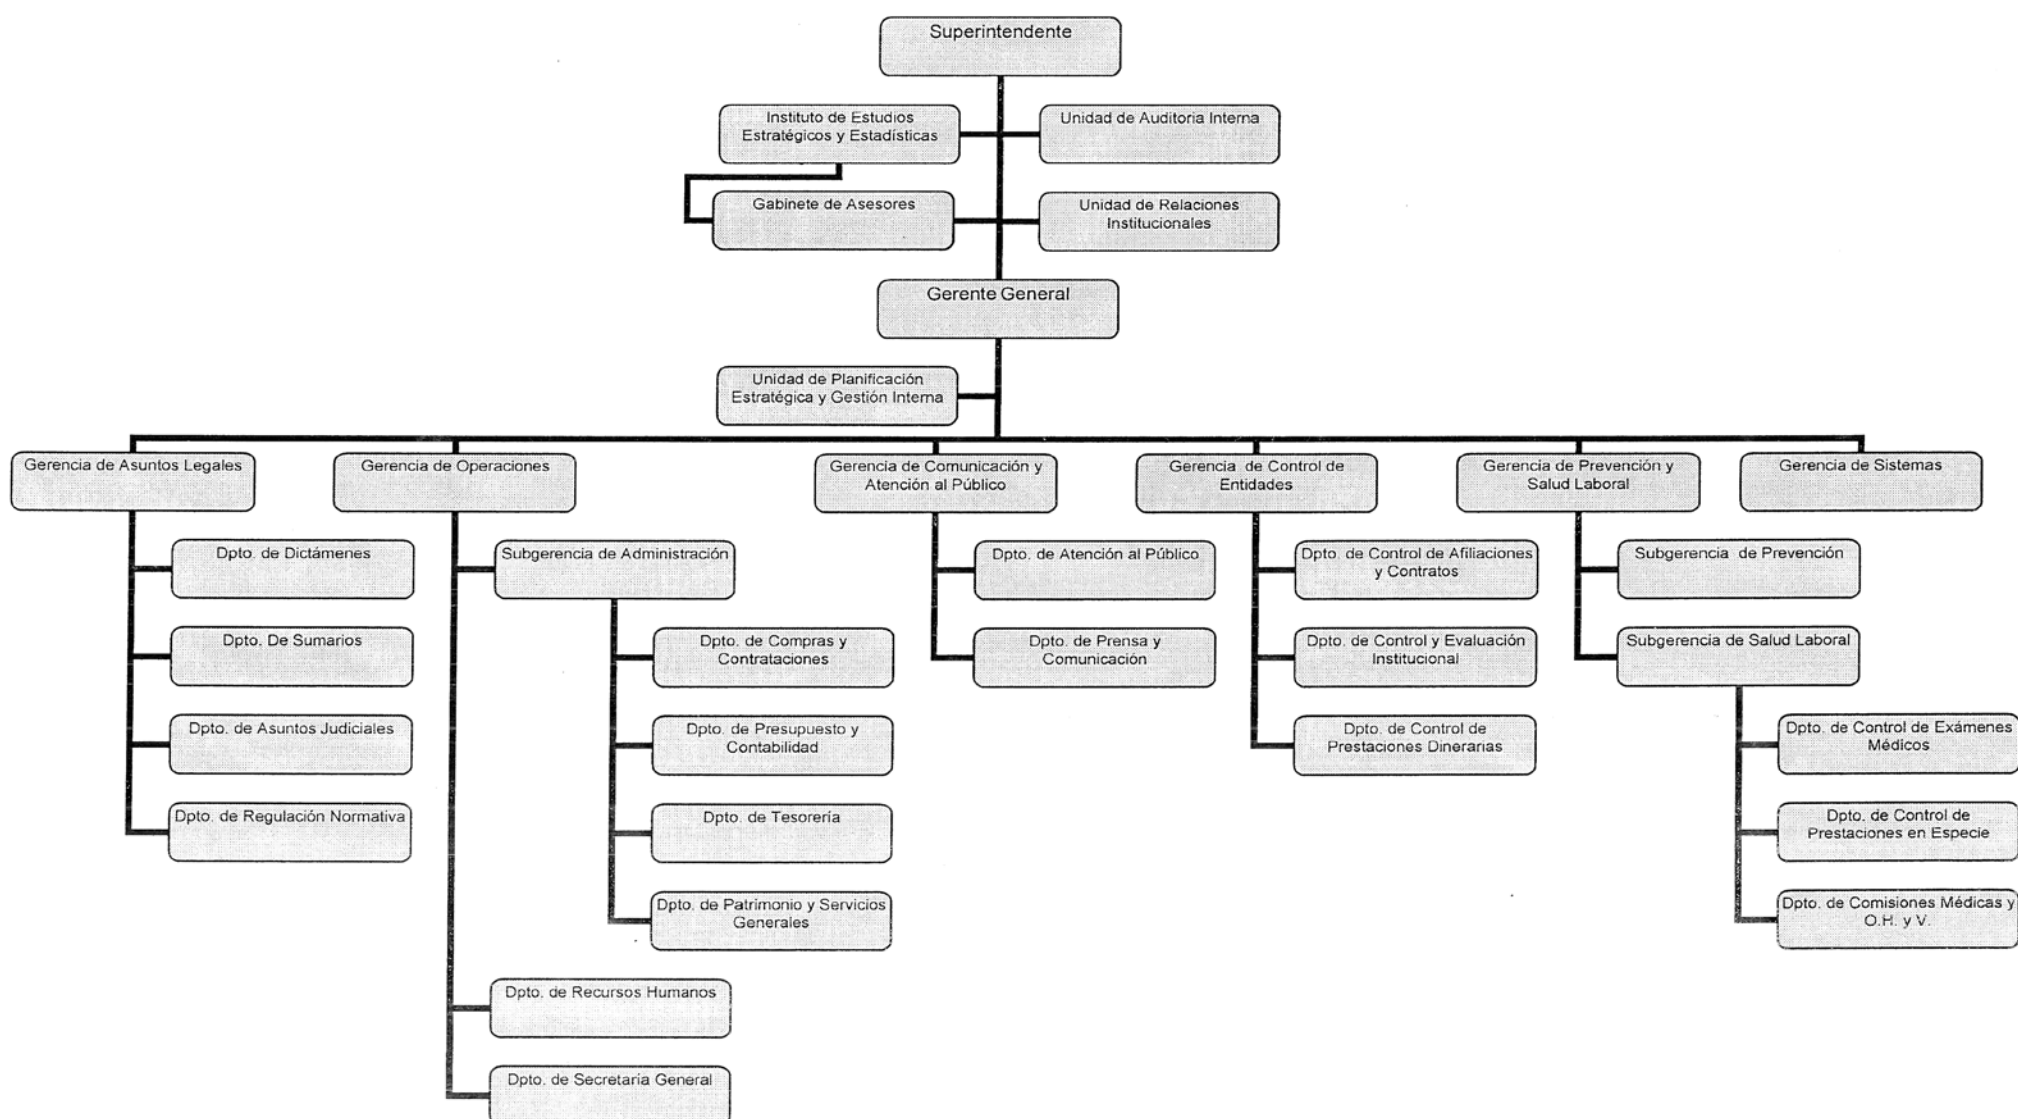 Superintendente
Instituto de Estudios
Estratégicos y Estadísticas
Unidad de Auditoria Interna
Gabinete de Asesores
Unidad de Relaciones
Institucionales
Gerente General
Unidad de Planificación
Estratégica y Gestión Interna
Gerencia de Asuntos Legales
Gerencia de Operaciones
Gerencia de Comunicación y
Atención al Público
Gerencia de Control de
Entidades
Gerencia de Prevención y
Salud Laboral
Gerencia de Sistemas
Dpto. de Dictámenes
Dpto. De Sumarios
Dpto. de Asuntos Judiciales
Dpto. de Regulación Normativa
Subgerencia de Administración
Dpto. de Compras y
Contrataciones
Dpto. de Presupuesto y
Contabilidad
Dpto. de Tesorería
Dpto. de Patrimonio y Servicios
Generales
Dpto. de Recursos Humanos
Dpto. de Secretaria General
Dpto. de Atención al Público
Dpto. de Prensa y
Comunicación
Dpto. de Control de Afiliaciones
y Contratos
Dpto. de Control y Evaluación
Institucional
Dpto. de Control de
Prestaciones Dinerarias
Subgerencia de Prevención
Subgerencia de Salud Laboral
Dpto. de Control de Exámenes
Médicos
Dpto. de Control de
Prestaciones en Especie
Dpto. de Comisiones Médicas y
O.H. y V.